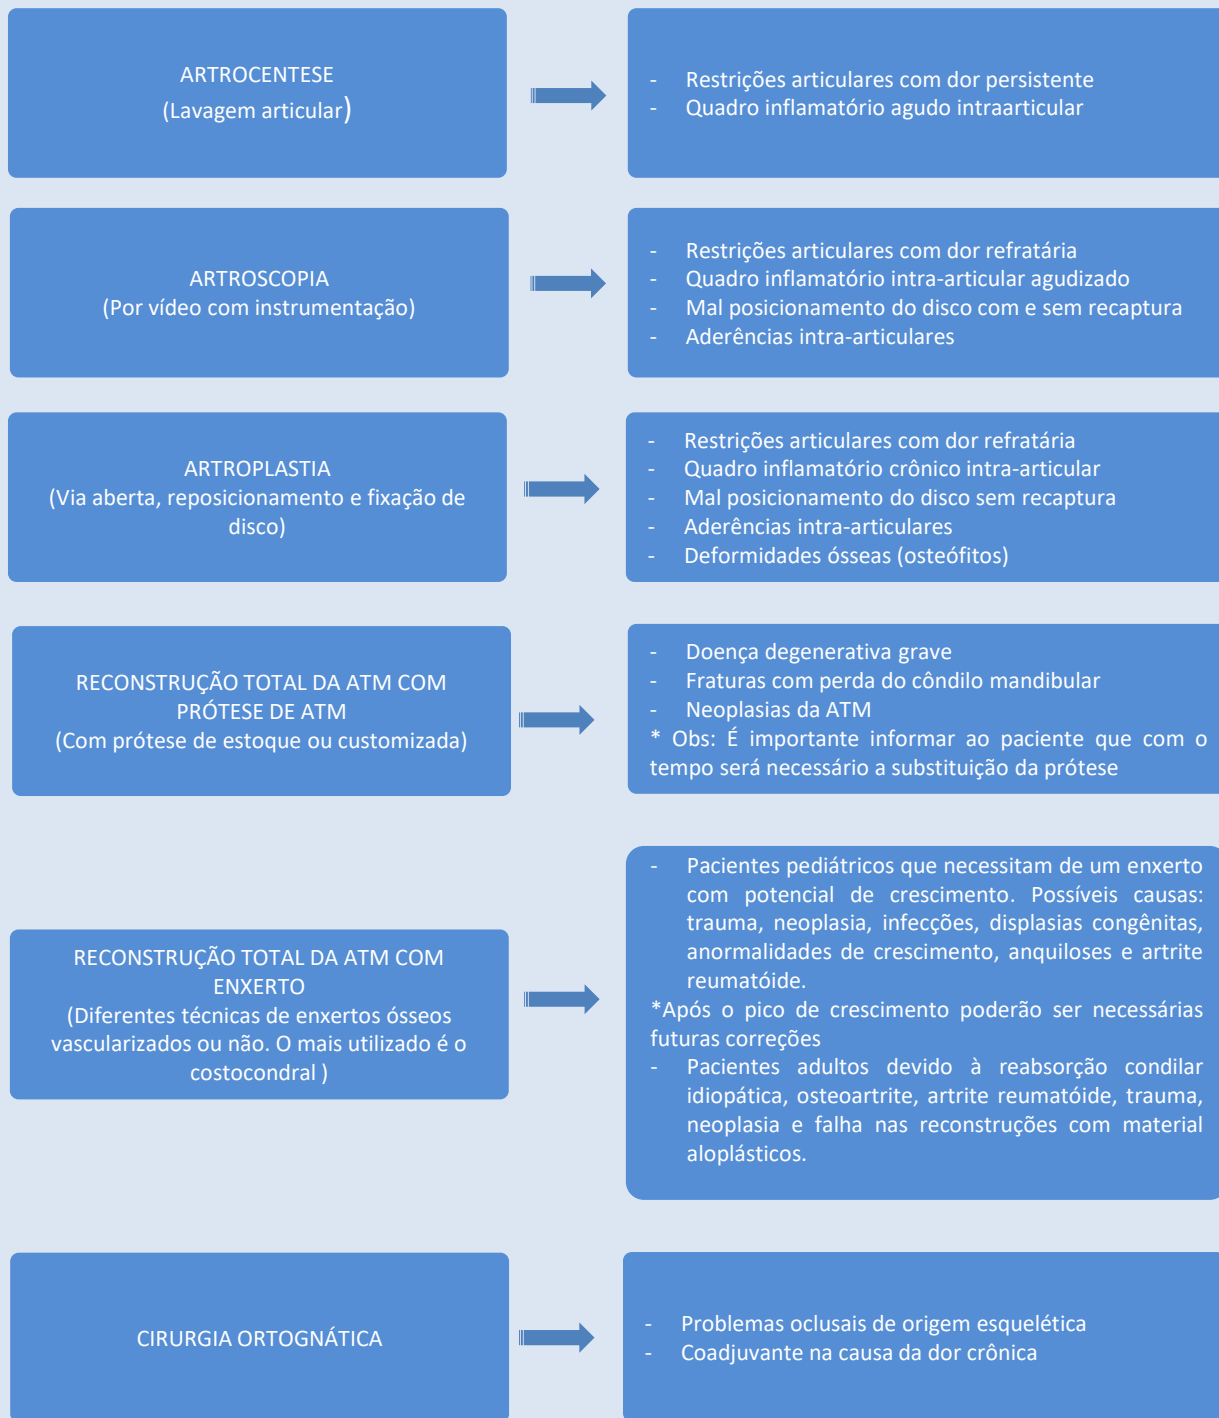 ARTROCENTESE
(Lavagem articular)
- Restrições articulares com dor persistente
- Quadro inflamatório agudo intraarticular
ARTROSCOPIA
(Por vídeo com instrumentação)
- Restrições articulares com dor refratária
- Quadro inflamatório intra-articular agudizado
- Mal posicionamento do disco com e sem recaptura
- Aderências intra-articulares
ARTROPLASTIA
(Via aberta, reposicionamento e fixação de
disco)
- Restrições articulares com dor refratária
- Quadro inflamatório crônico intra-articular
- Mal posicionamento do disco sem recaptura
- Aderências intra-articulares
- Deformidades ósseas (osteófitos)
RECONSTRUÇÃO TOTAL DA ATM COM
PRÓTESE DE ATM
(Com prótese de estoque ou customizada)
- Doença degenerativa grave
- Fraturas com perda do côndilo mandibular
- Neoplasias da ATM
* Obs: É importante informar ao paciente que com o
tempo será necessário a substituição da prótese
RECONSTRUÇÃO TOTAL DA ATM COM
ENXERTO
(Diferentes técnicas de enxertos ósseos
vascularizados ou não. O mais utilizado é o
costocondral )
- Pacientes pediátricos que necessitam de um enxerto
com potencial de crescimento. Possíveis causas:
trauma, neoplasia, infecções, displasias congênitas,
anormalidades de crescimento, anquiloses e artrite
reumatóide.
*Após o pico de crescimento poderão ser necessárias
futuras correções
- Pacientes adultos devido à reabsorção condilar
idiopática, osteoartrite, artrite reumatóide, trauma,
neoplasia e falha nas reconstruções com material
aloplásticos.
CIRURGIA ORTOGNÁTICA
- Problemas oclusais de origem esquelética
- Coadjuvante na causa da dor crônica